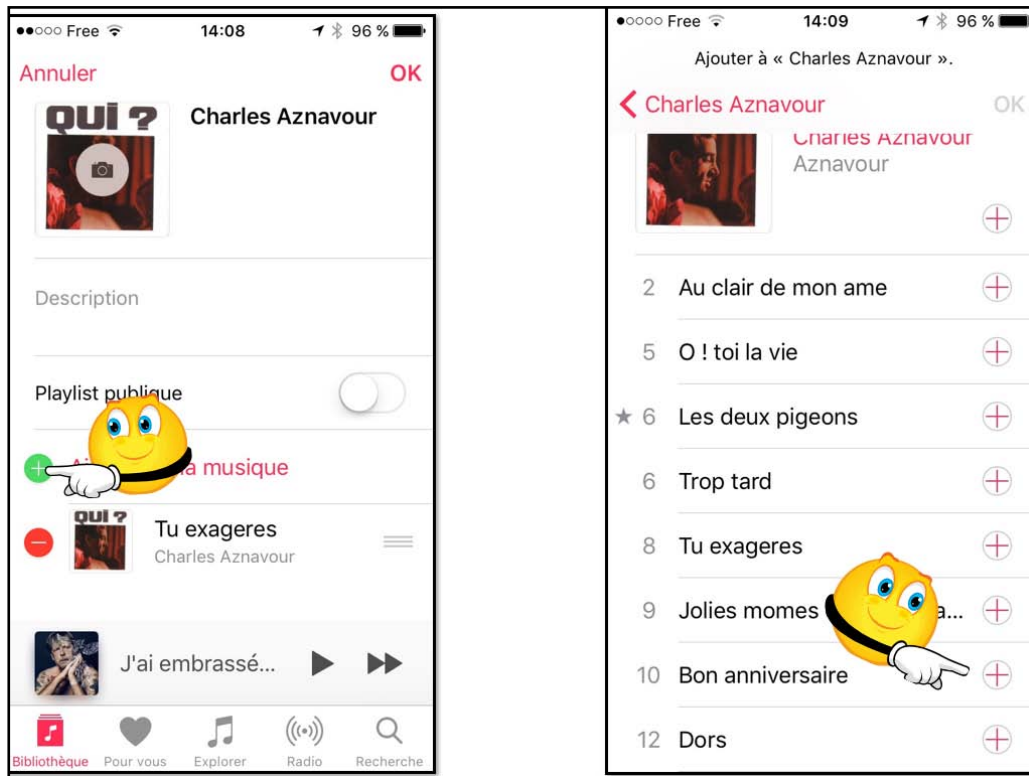 Free 14:08 96 %
Annuler OK
QUI ?
Charles Aznavour
Description
Playlist publique
musique
QUI ?
Tu exageres
Charles Aznavour
J'ai embrassé...
Bibliothèque Pour vous Explorer Radio Recherche
Free 14:09 96 %
Ajouter à « Charles Aznavour ».
Charles Aznavour OK
Charles Aznavour
Aznavour
2 Au clair de mon ame
5 O ! toi la vie
★ 6 Les deux pigeons
6 Trop tard
8 Tu exageres
9 Jolies momes a...
10 Bon anniversaire
12 Dors